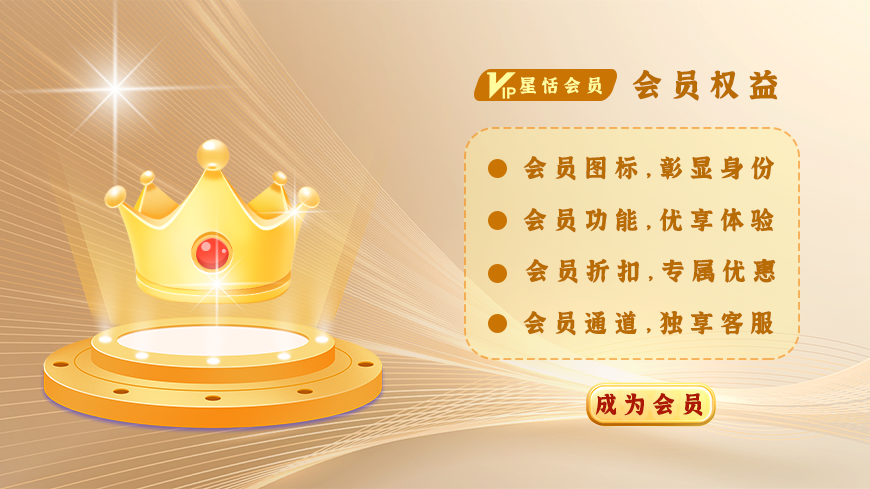 VIP星恬会员 会员权益
会员图标,彰显身份
会员功能,优享体验
会员折扣,专属优惠
会员通道,独享客服
成为会员